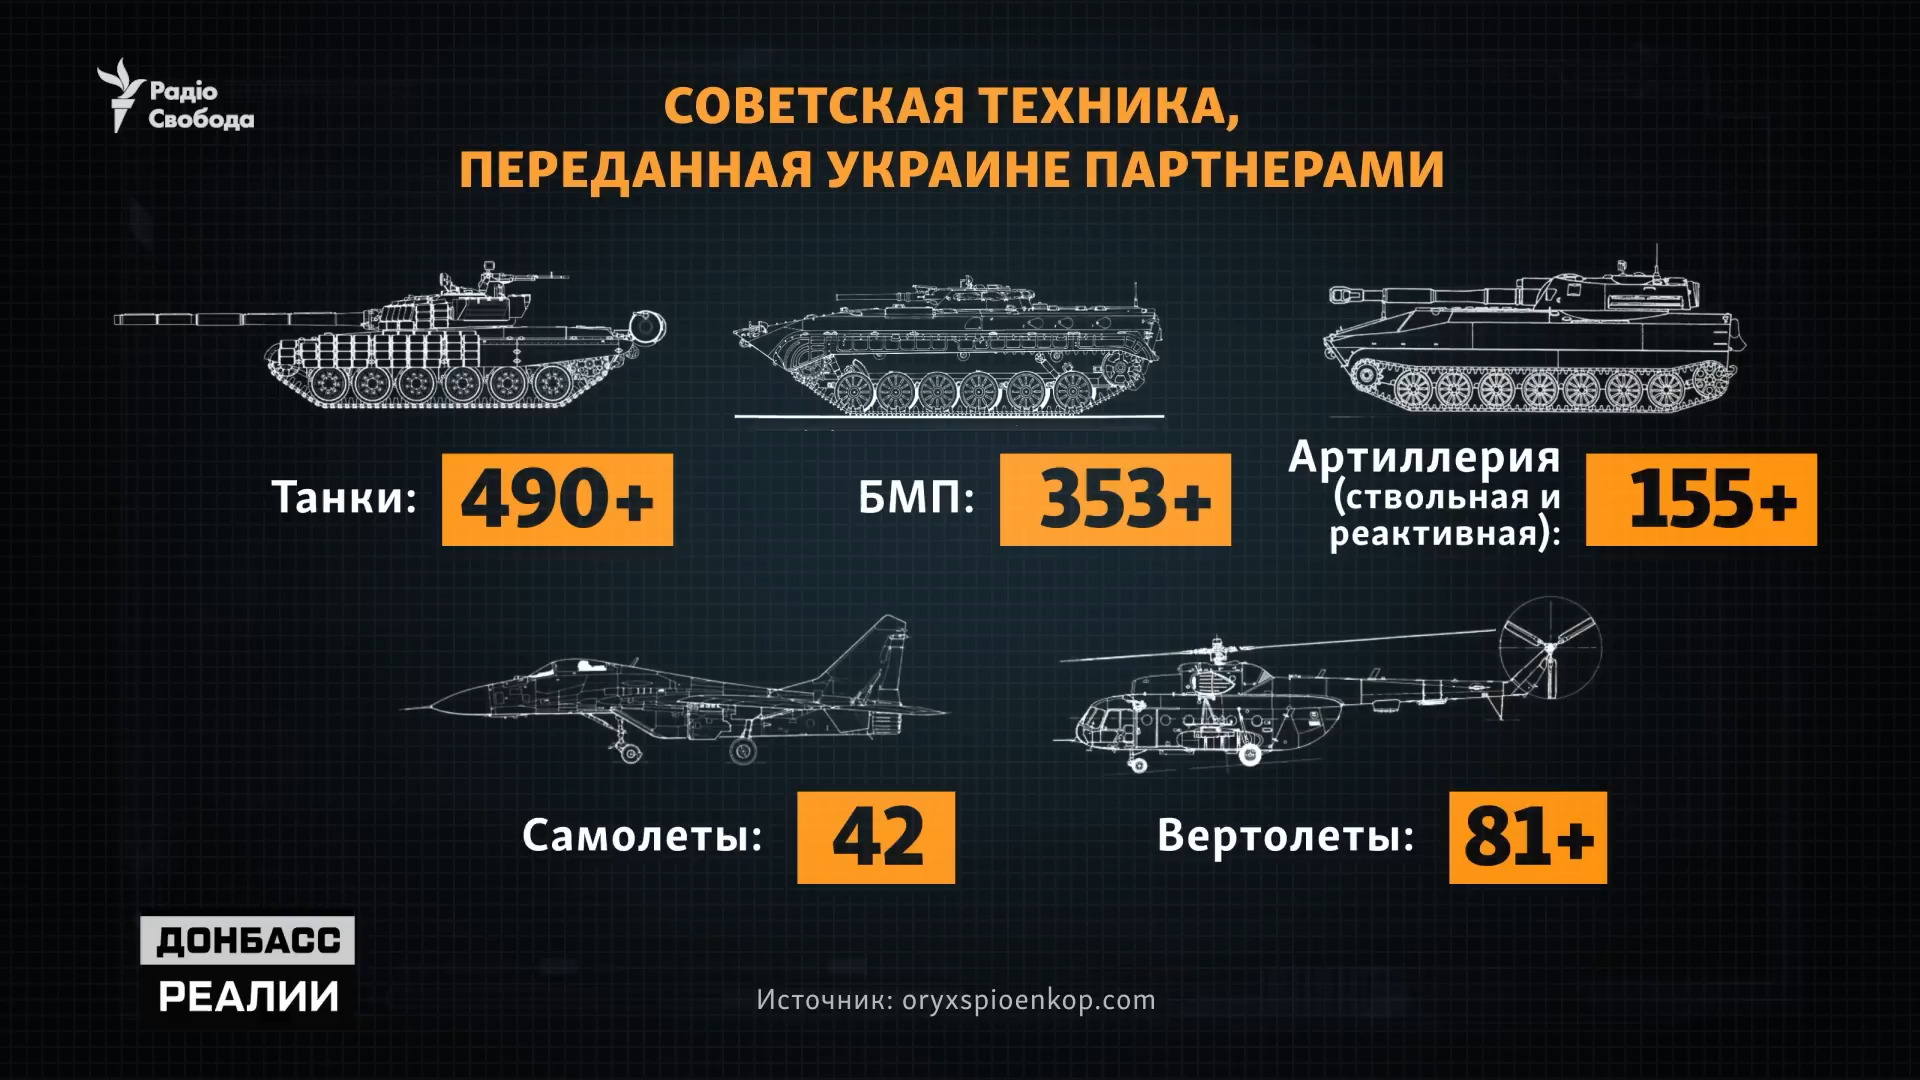 Радіо
Свобода
СОВЕТСКАЯ ТЕХНИКА,
ПЕРЕДАННАЯ УКРАИНЕ ПАРТНЕРАМИ
Танки: 490+
БМП: 353+
Артиллерия
(ствольная и
реактивная): 155+
Самолеты: 42
Вертолеты: 81+
ДОНБАСС
РЕАЛИИ
Источник: oryxspioenkop.com